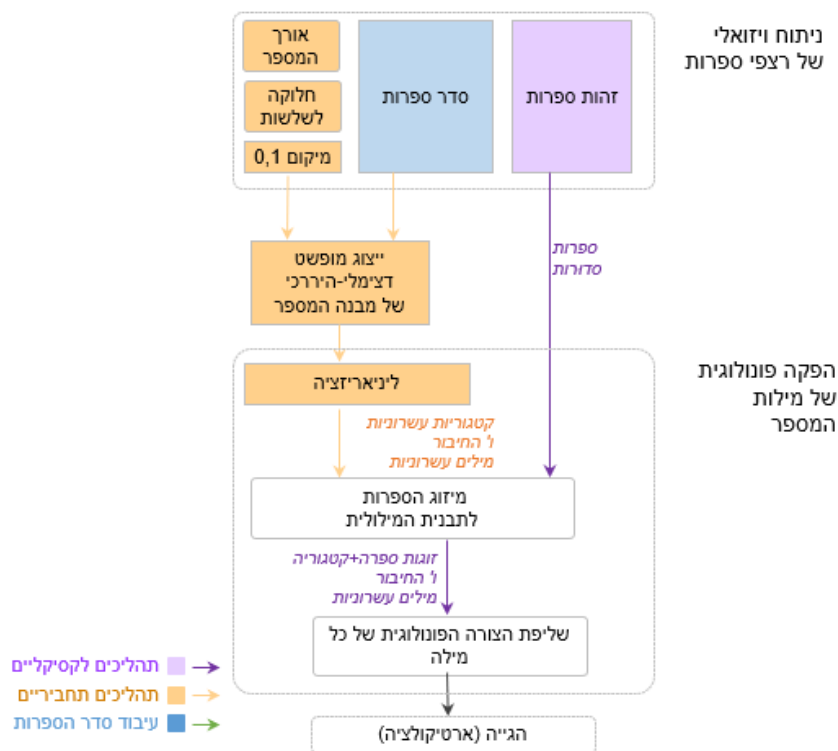 ניתוח ויזואלי
של רצפי ספרות
זהות ספרות
סדר ספרות
אורך
המספר
חלוקה
לשלשות
מיקום 0,1
ספרות
סדורות
ייצוג מופשט
דצימלי-היררכי
של מבנה המספר
הפקה פונולוגית
של מילות
המספר
ליניאריזציה
קטגוריות עשרוניות
ו' החיבור
מילים עשרוניות
מיזוג הספרות
לתבנית המילולית
זוגות ספרה+קטגוריה
ו' החיבור
מילים עשרוניות
שליפת הצורה הפונולוגית של כל
מילה
תהליכים לקסיקליים
תהליכים תחביריים
עיבוד סדר הספרות
הגייה (ארטיקולציה)